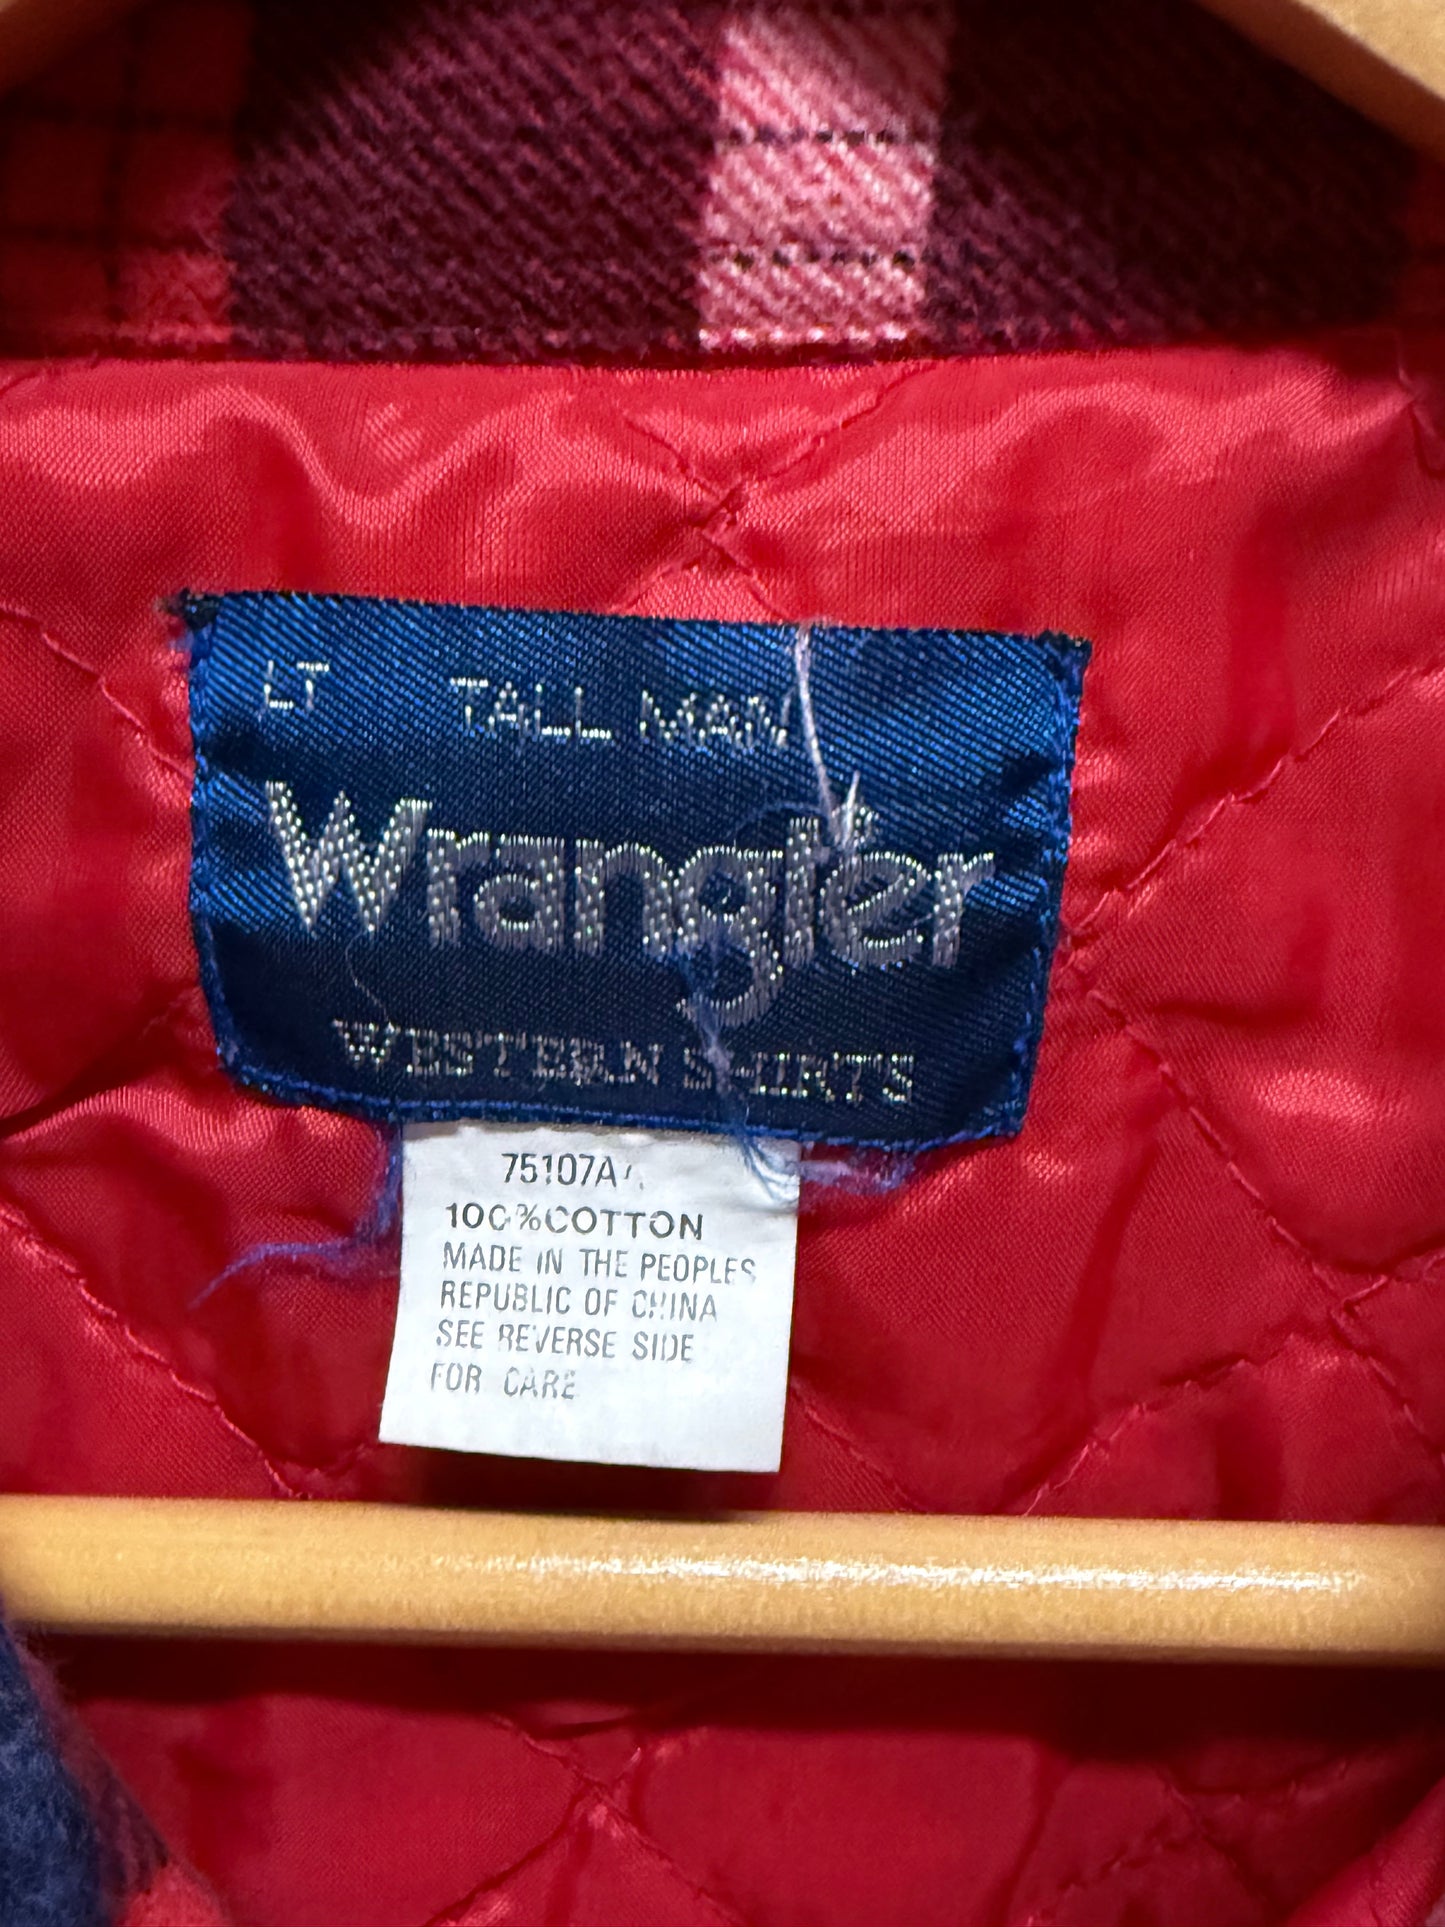 LT TALL MAN
Wrangler
WESTERN SHIRTS
75107A
100%COTTON
MADE IN THE PEOPLES
REPUBLIC OF CHINA
SEE REVERSE SIDE
FOR CARE